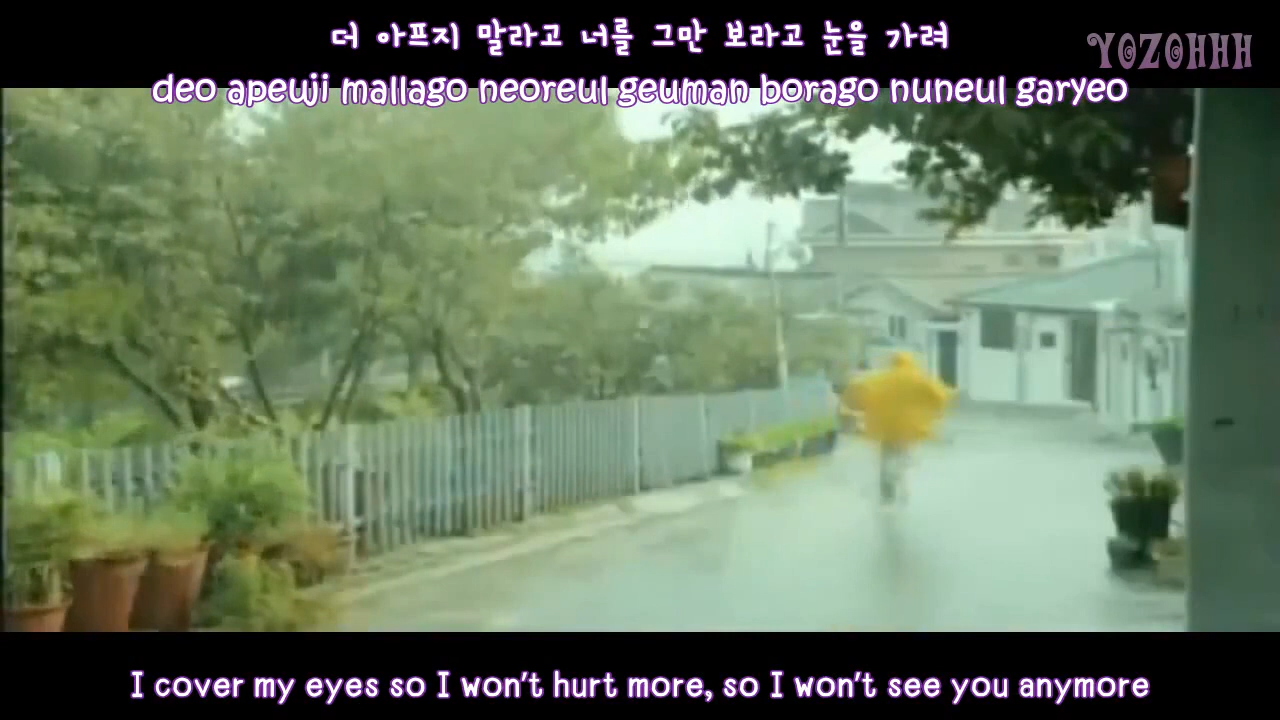 더 아프지 말라고 너를 그만 보라고 눈을 가려
YOZOHHH
deo apeuji mallago neoreul geuman borago nuneul garyeo
I cover my eyes so I won't hurt more, so I won't see you anymore